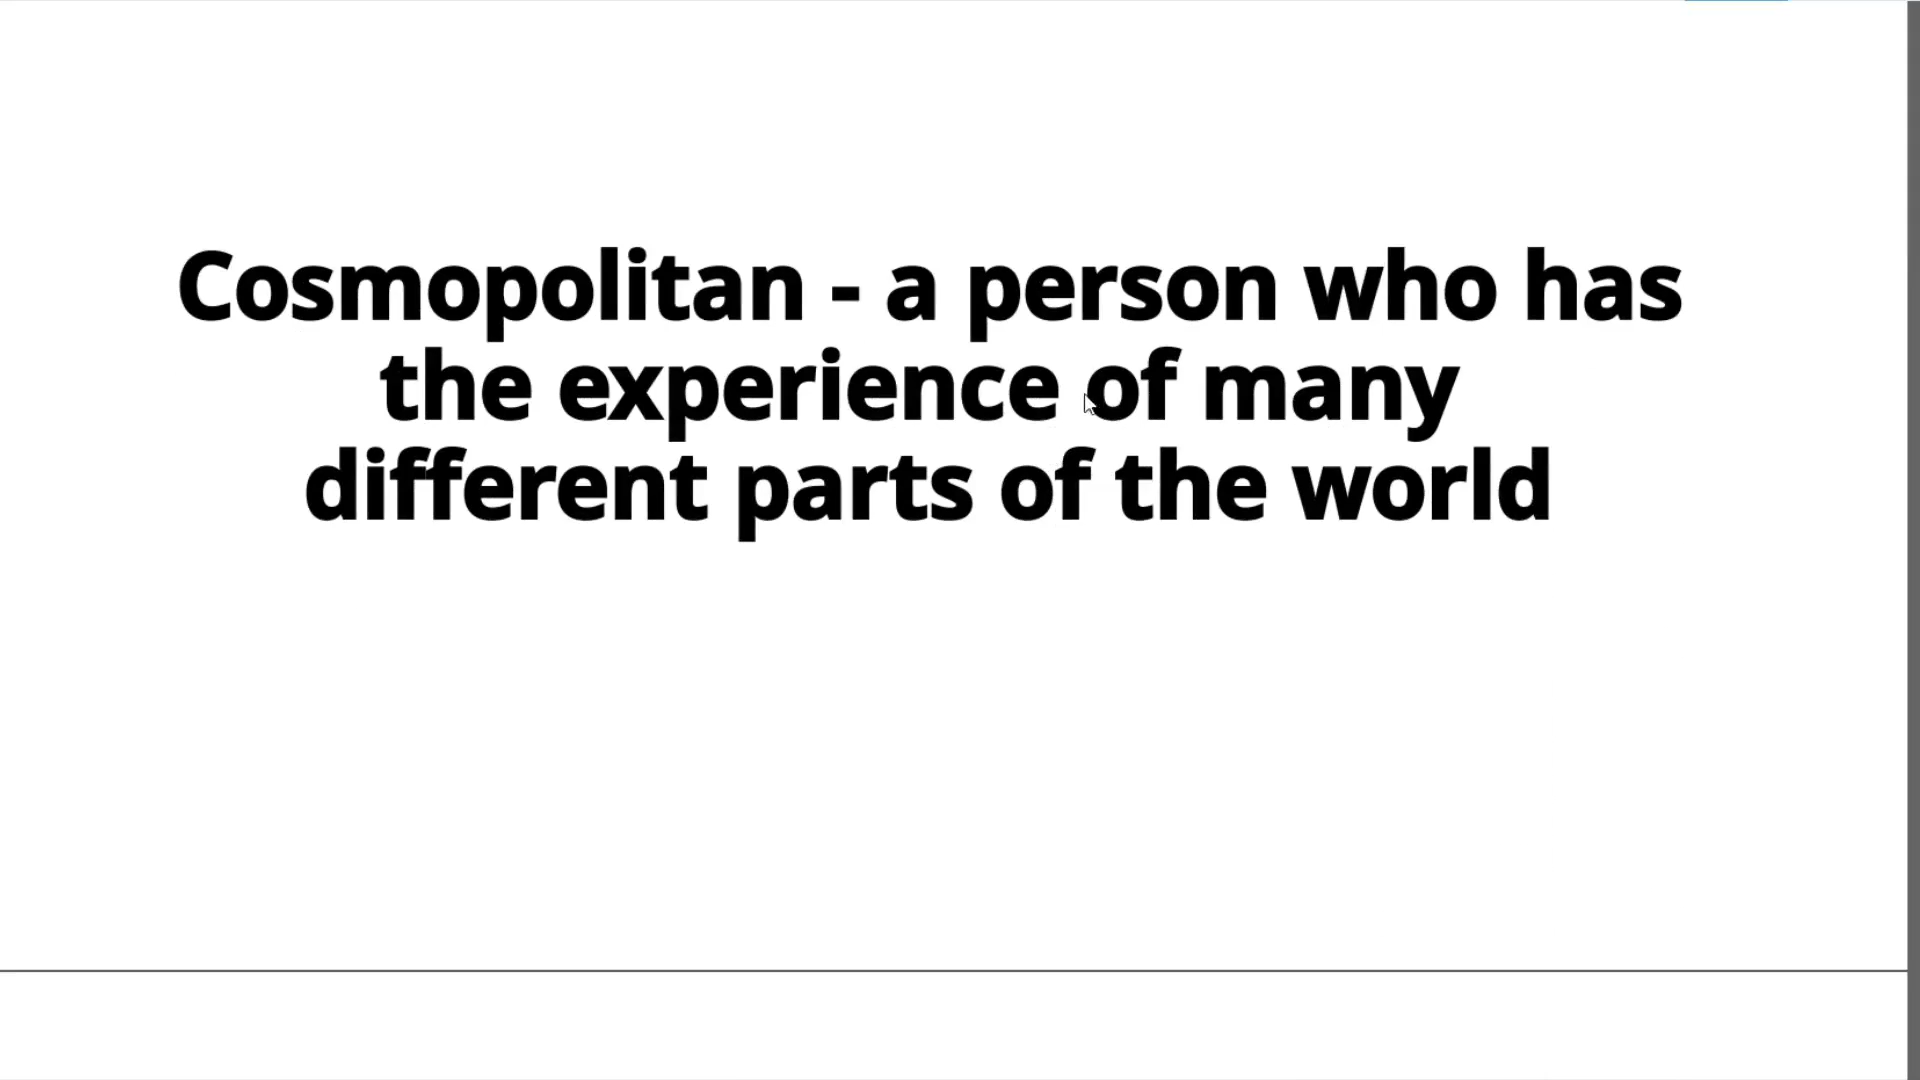 Cosmopolitan - a person who has
the experience of many
different parts of the world